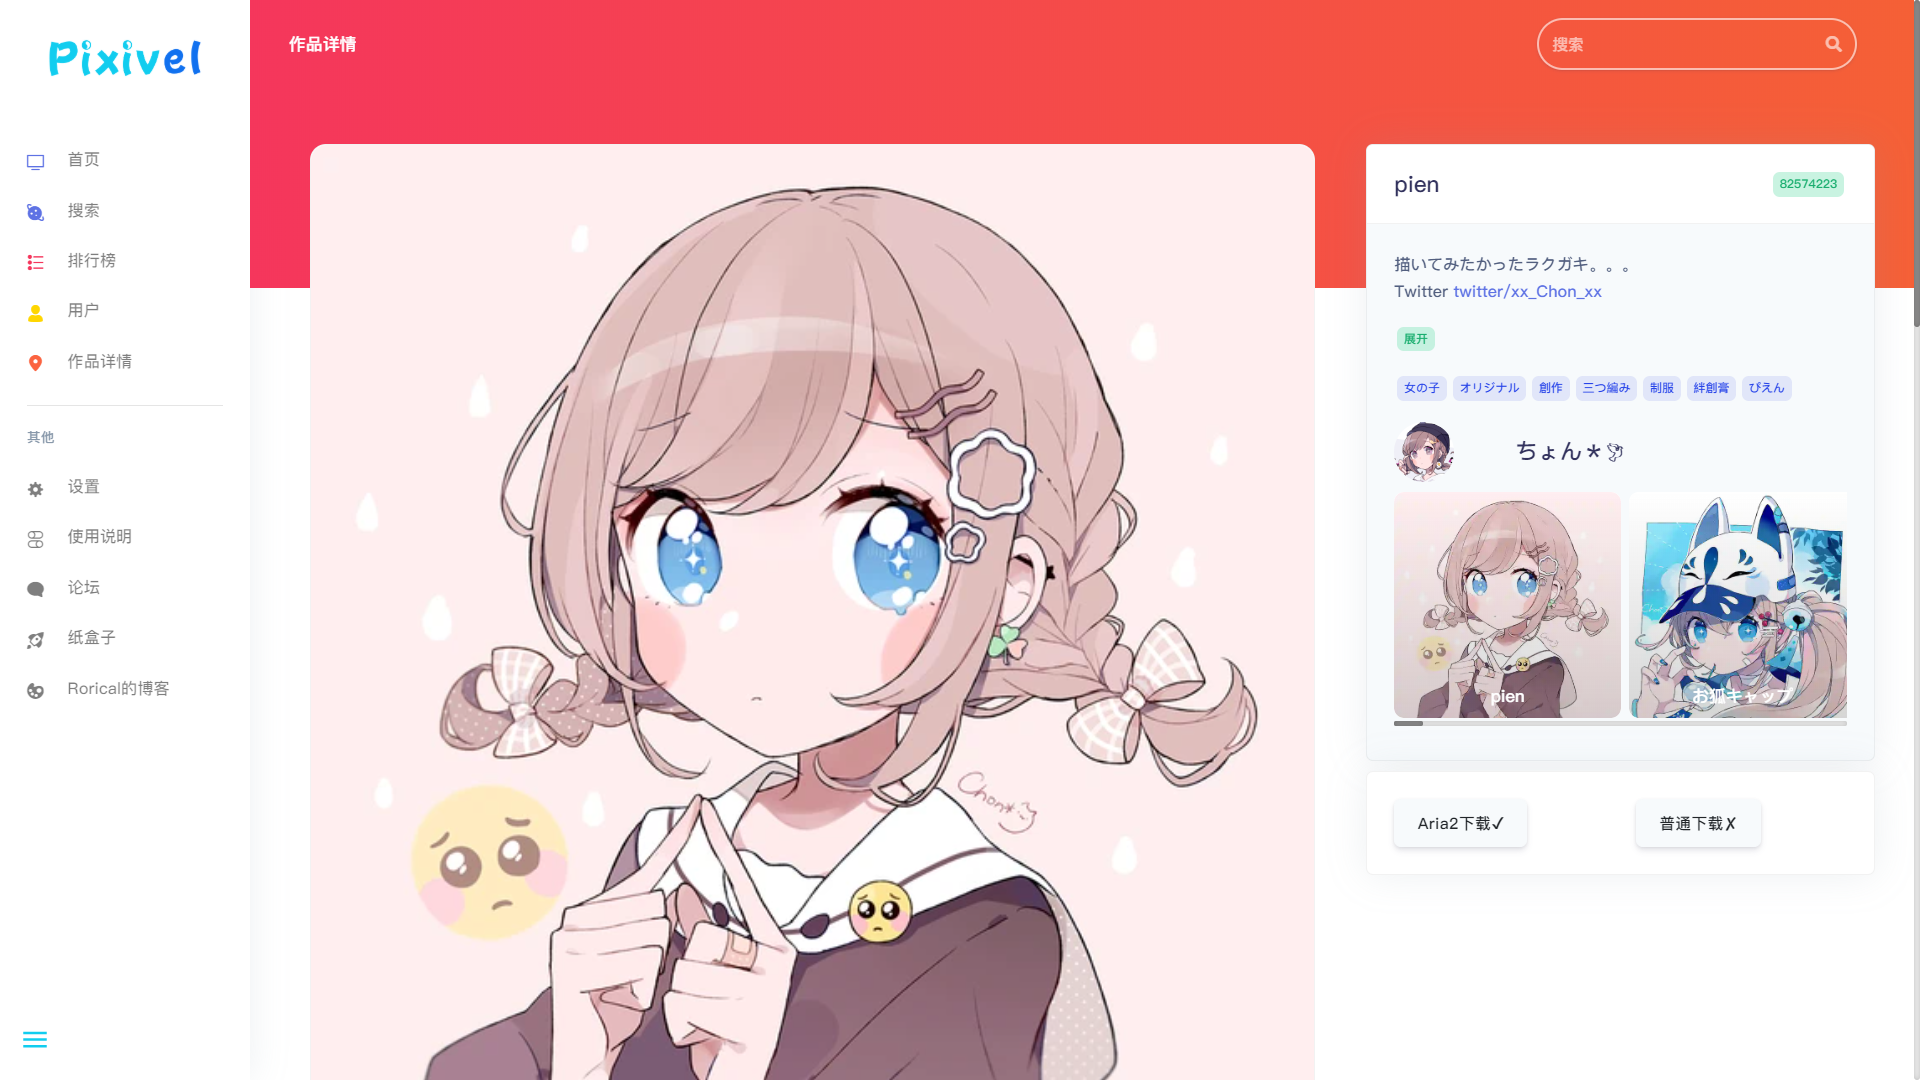 Pixivel
作品详情
搜索
首页
搜索
排行榜
用户
作品详情
其他
设置
使用说明
论坛
纸盒子
Rorical的博客
Chon*
pien
82574223
描いてみたかったラクガキ。。。
Twitter twitter/xx_Chon_xx
展开
女の子 オリジナル 創作 三つ編み 制服 絆創膏 ぴえん
ちょん＊🕊
pien
お狐キャップ
Aria2下载✓
普通下载✗